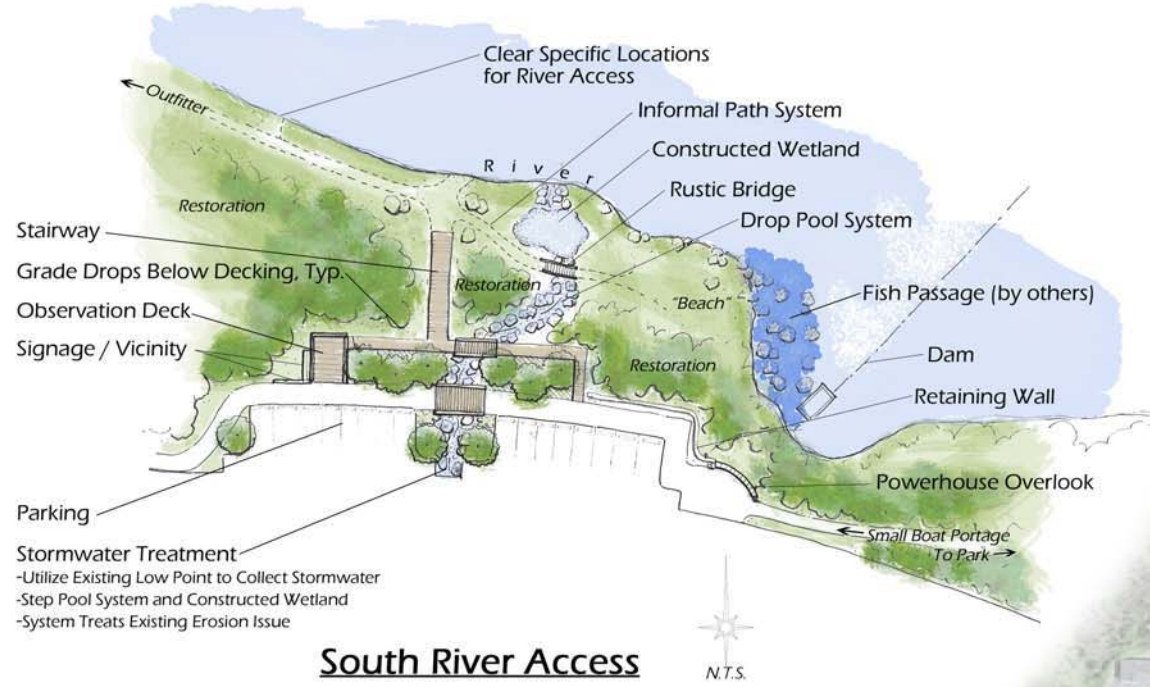 Clear Specific Locations
for River Access
← Outfitter
Informal Path System
Constructed Wetland
River
Rustic Bridge
Drop Pool System
Restoration
Stairway
Grade Drops Below Decking, Typ.
Restoration
"Beach"
Fish Passage (by others)
Observation Deck
Signage / Vicinity
Restoration
Dam
Retaining Wall
Powerhouse Overlook
Parking
← Small Boat Portage
To Park →
Stormwater Treatment
-Utilize Existing Low Point to Collect Stormwater
-Step Pool System and Constructed Wetland
-System Treats Existing Erosion Issue
South River Access
N.T.S.